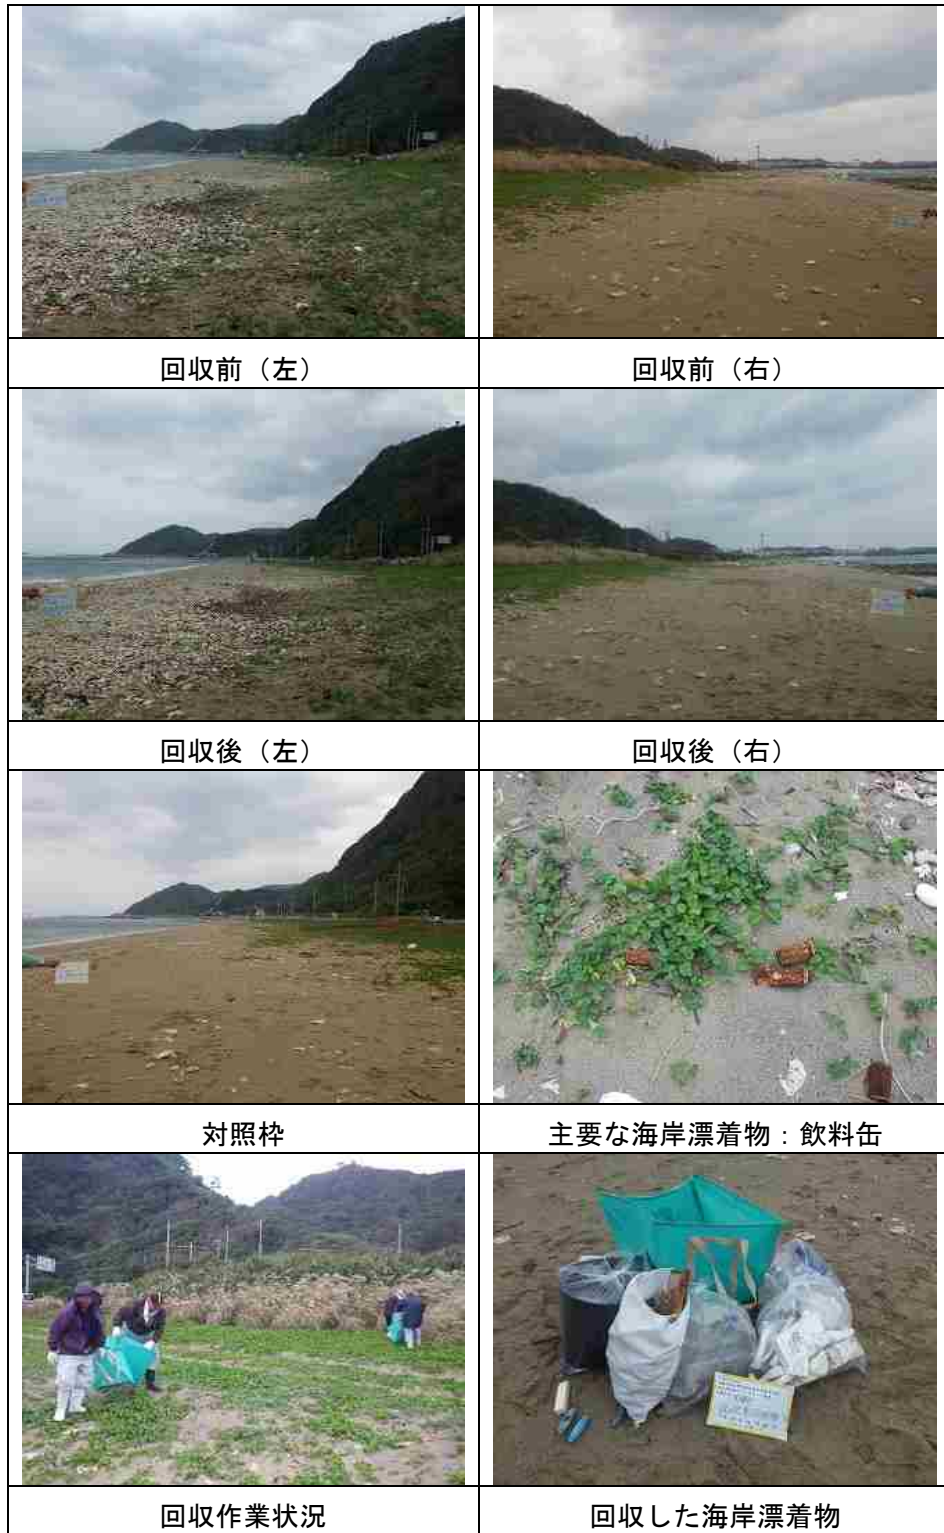 回収前（左）
回収前（右）
回収後（左）
回収後（右）
対照枠
主要な海岸漂着物：飲料缶
回収作業状況
回収した海岸漂着物